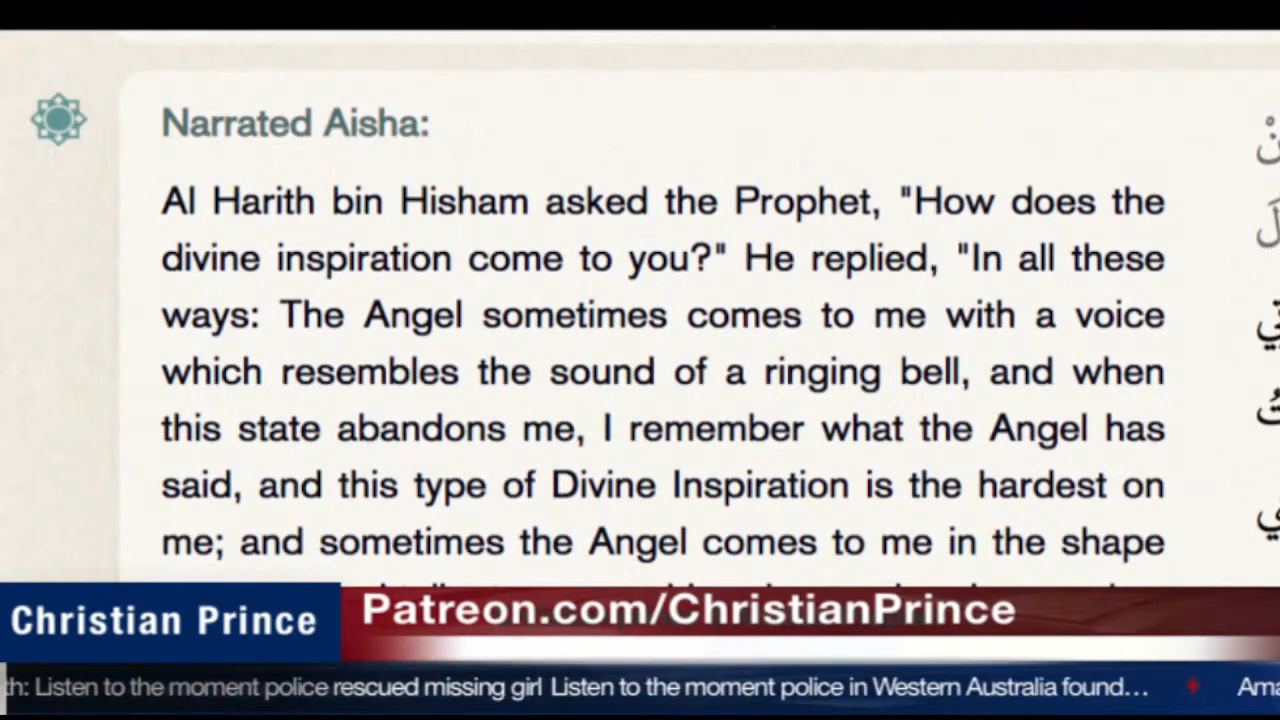 Narrated Aisha:
Al Harith bin Hisham asked the Prophet, "How does the
divine inspiration come to you?" He replied, "In all these
ways: The Angel sometimes comes to me with a voice
which resembles the sound of a ringing bell, and when
this state abandons me, I remember what the Angel has
said, and this type of Divine Inspiration is the hardest on
me; and sometimes the Angel comes to me in the shape
Christian Prince
Patreon.com/ChristianPrince
th: Listen to the moment police rescued missing girl Listen to the moment police in Western Australia found… Ama